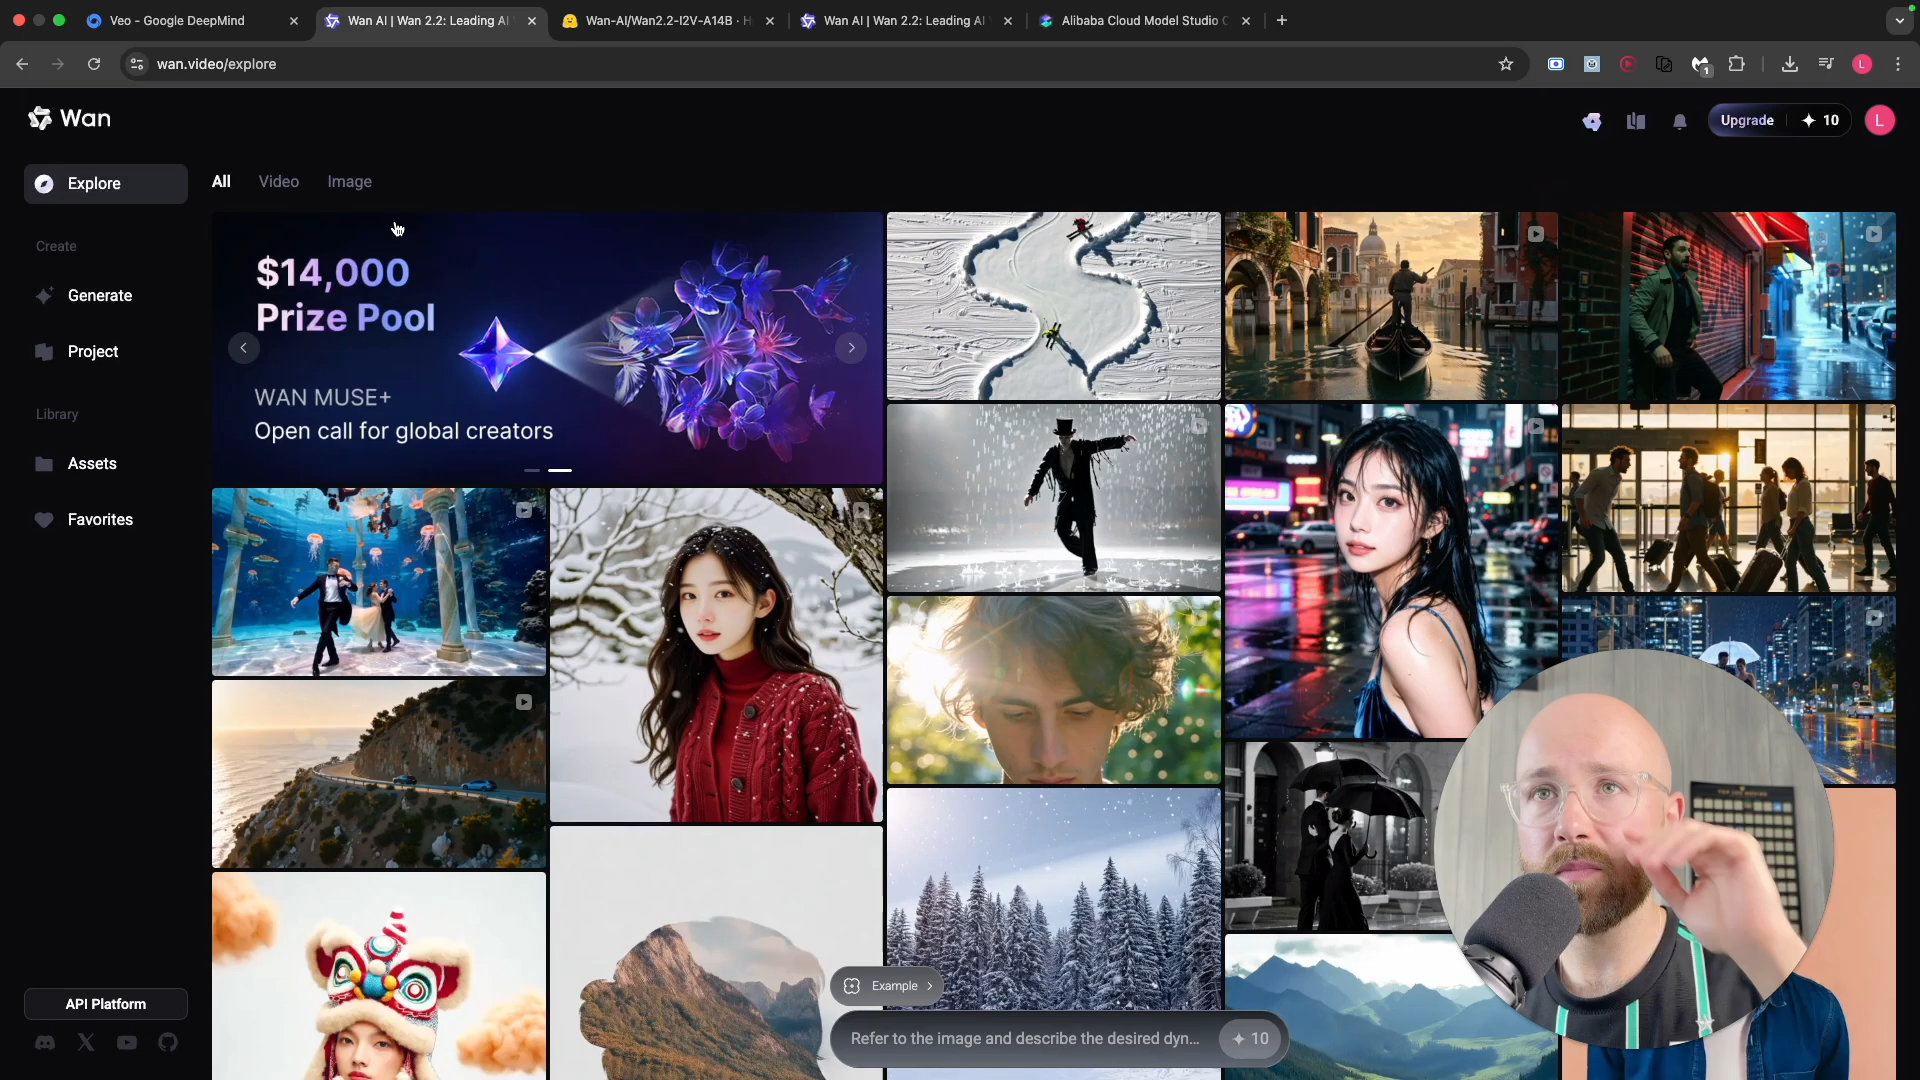 Veo - Google DeepMind
Wan AI | Wan 2.2: Leading AI
Wan-AI/Wan2.2-I2V-A14B · H
Wan AI | Wan 2.2: Leading AI
Alibaba Cloud Model Studio C
wan.video/explore
1
L
Wan
Upgrade
10
L
Explore
All
Video
Image
Create
Generate
Project
Library
Assets
Favorites
$14,000
Prize Pool
WAN MUSE+
Open call for global creators
Example
Refer to the image and describe the desired dyn...
10
API Platform